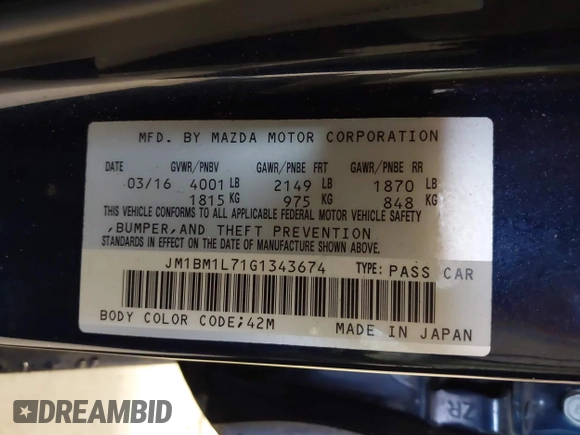 MFD. BY MAZDA MOTOR CORPORATION
DATE GVWR/PNBV GAWR/PNBE FRT GAWR/PNBE RR
03/16 4001 LB 2149 LB 1870 LB
1815 KG 975 KG 848 KG
THIS VEHICLE CONFORMS TO ALL APPLICABLE FEDERAL MOTOR VEHICLE SAFETY
,BUMPER,AND THEFT PREVENTION
STANDARDS IN EFFECT ON THE DATE OF MANUFACTURE SHOWN ABOVE.
JM1BM1L71G1343674 TYPE: PASS CAR
BODY COLOR CODE;42M MADE IN JAPAN
ZR
DREAMBID